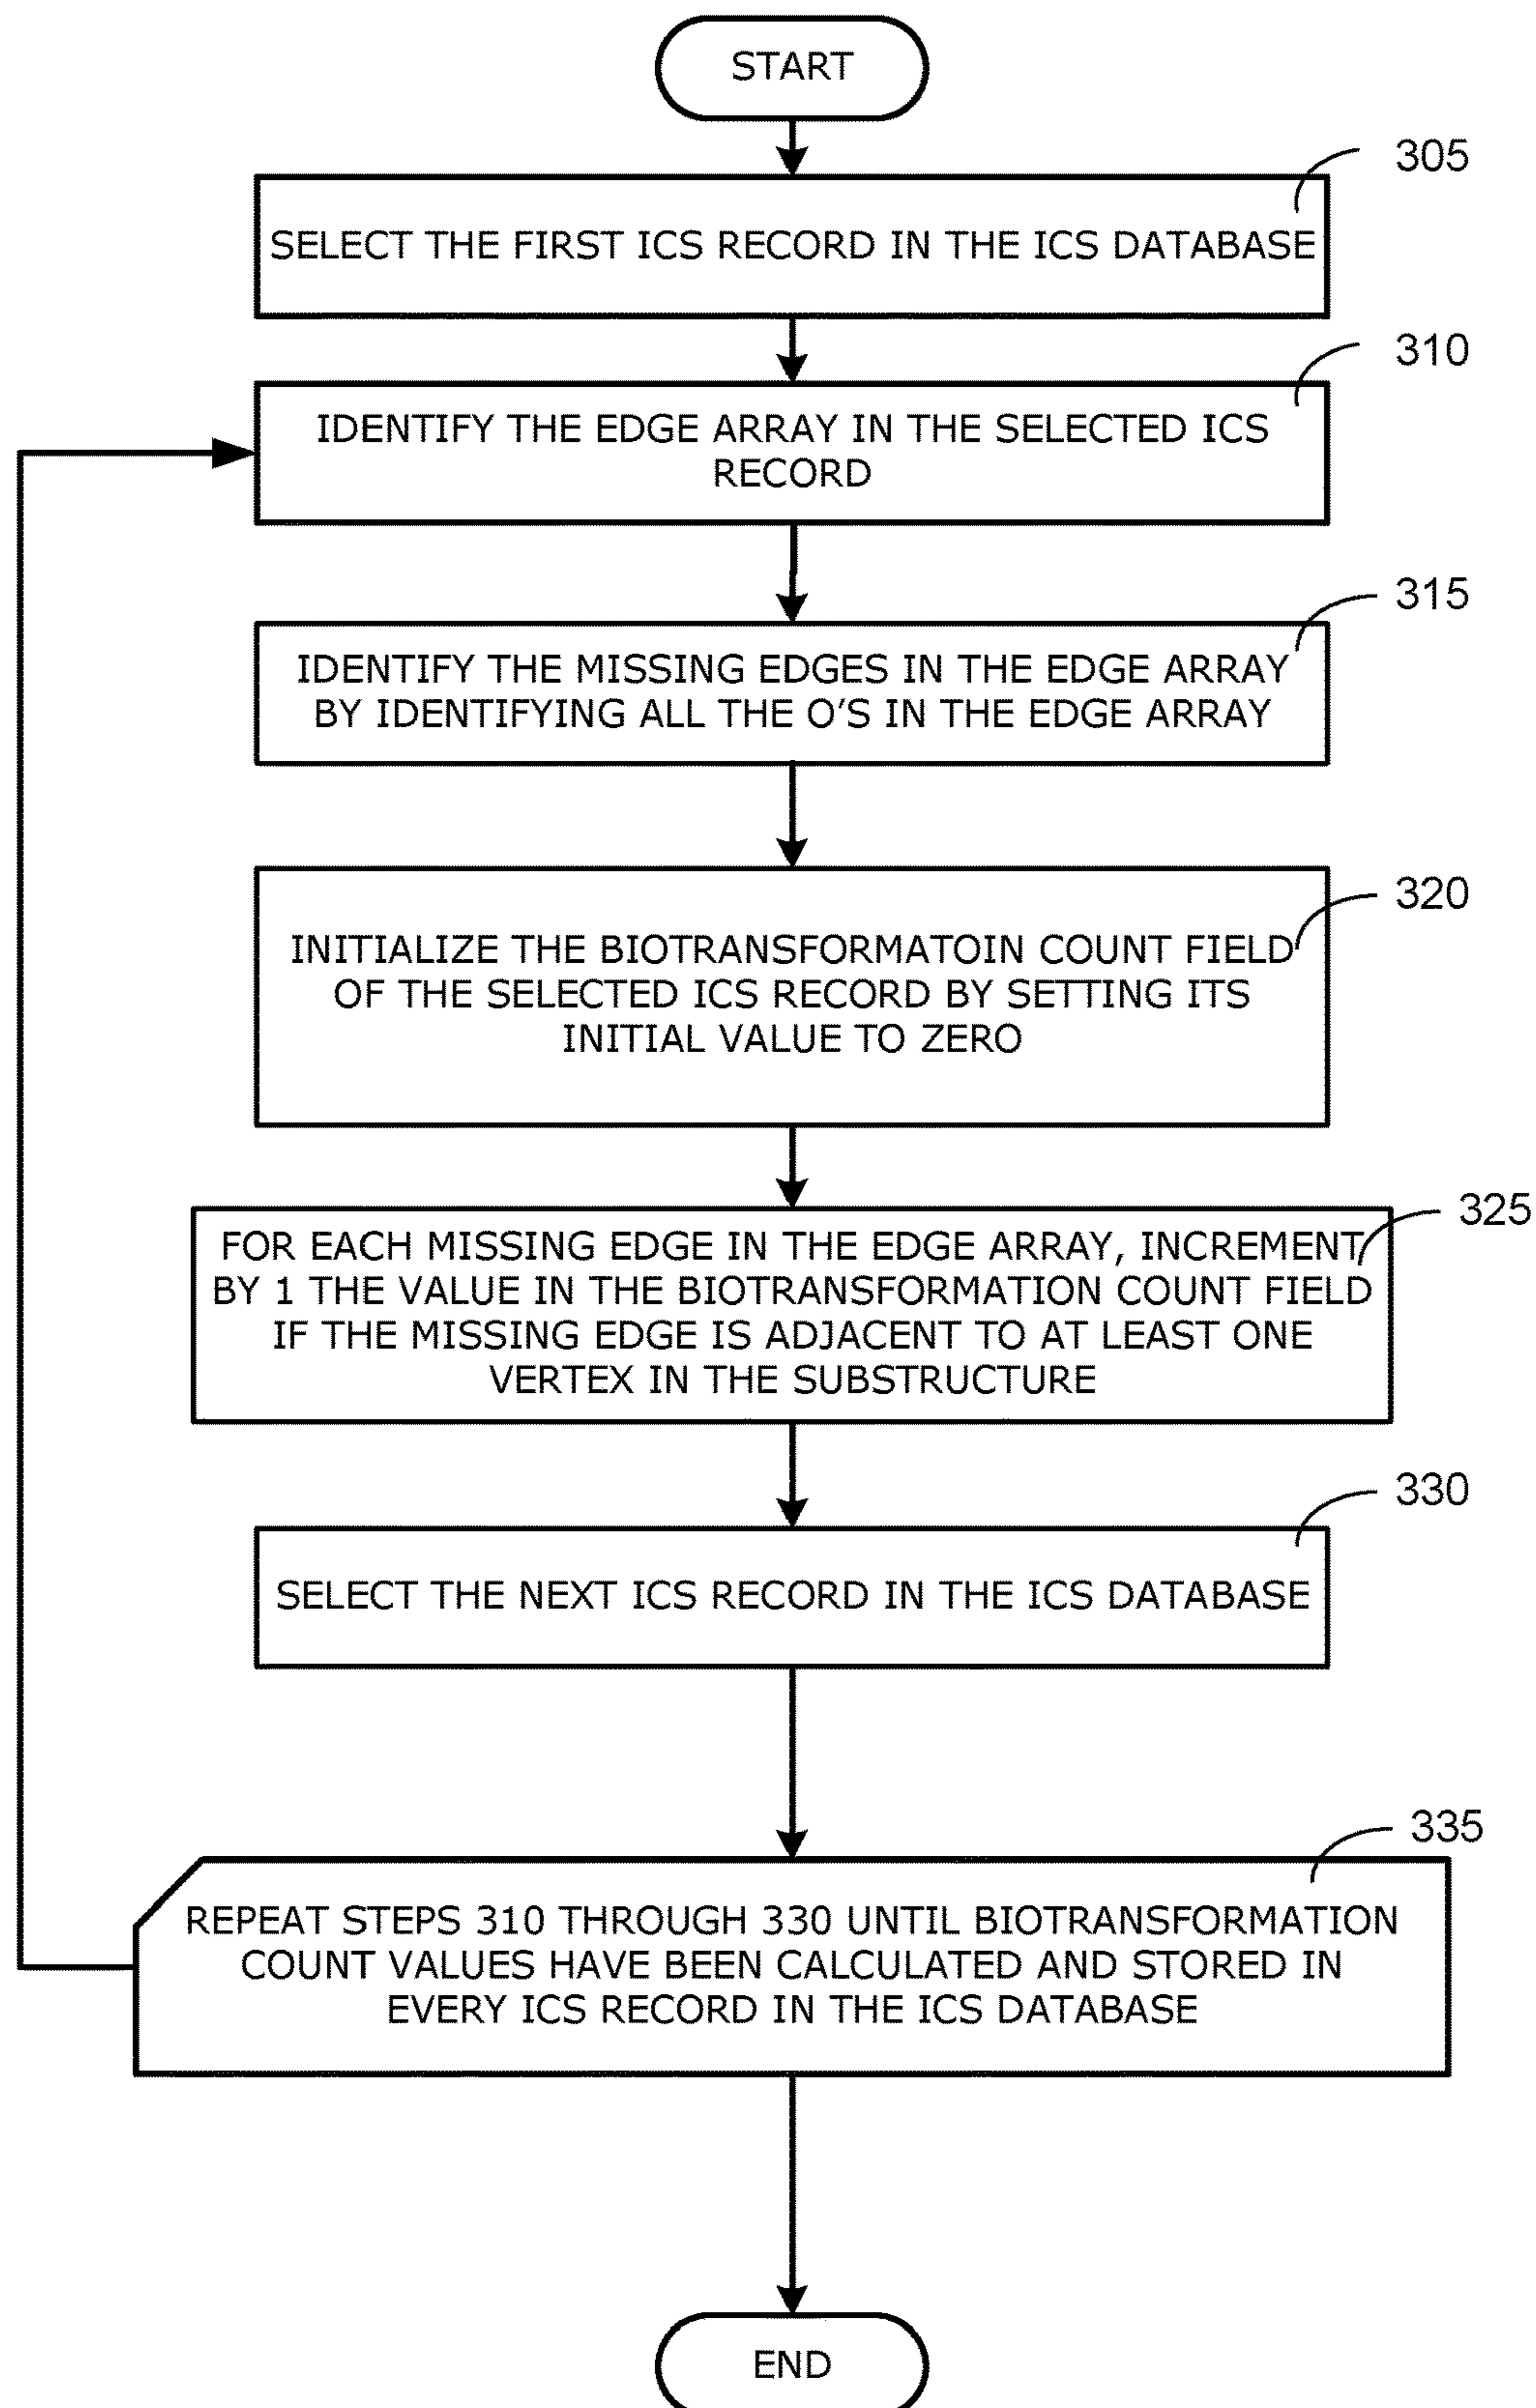 START
305
SELECT THE FIRST ICS RECORD IN THE ICS DATABASE
310
IDENTIFY THE EDGE ARRAY IN THE SELECTED ICS
RECORD
315
IDENTIFY THE MISSING EDGES IN THE EDGE ARRAY
BY IDENTIFYING ALL THE O'S IN THE EDGE ARRAY
320
INITIALIZE THE BIOTRANSFORMATOIN COUNT FIELD
OF THE SELECTED ICS RECORD BY SETTING ITS
INITIAL VALUE TO ZERO
325
FOR EACH MISSING EDGE IN THE EDGE ARRAY, INCREMENT
BY 1 THE VALUE IN THE BIOTRANSFORMATION COUNT FIELD
IF THE MISSING EDGE IS ADJACENT TO AT LEAST ONE
VERTEX IN THE SUBSTRUCTURE
330
SELECT THE NEXT ICS RECORD IN THE ICS DATABASE
335
REPEAT STEPS 310 THROUGH 330 UNTIL BIOTRANSFORMATION
COUNT VALUES HAVE BEEN CALCULATED AND STORED IN
EVERY ICS RECORD IN THE ICS DATABASE
END